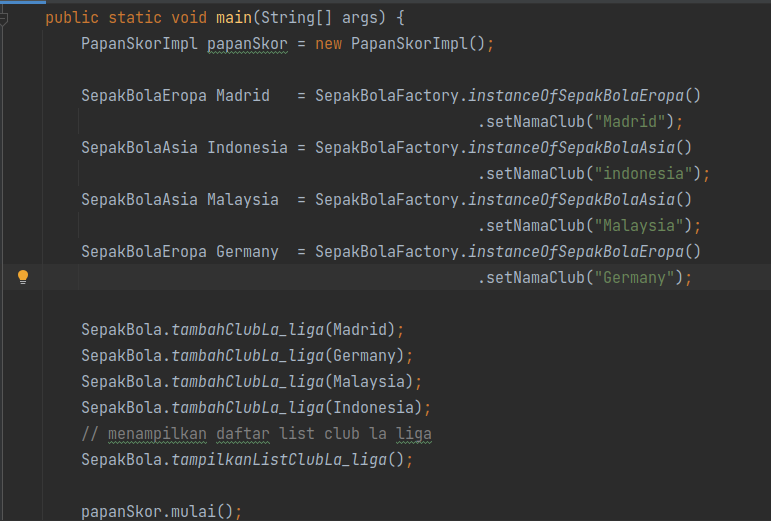 public static void main(String[] args) {
PapanSkorImpl papanSkor = new PapanSkorImpl();
SepakBolaEropa Madrid   = SepakBolaFactory.instanceOfSepakBolaEropa()
.setNamaClub("Madrid");
SepakBolaAsia Indonesia = SepakBolaFactory.instanceOfSepakBolaAsia()
.setNamaClub("indonesia");
SepakBolaAsia Malaysia  = SepakBolaFactory.instanceOfSepakBolaAsia()
.setNamaClub("Malaysia");
SepakBolaEropa Germany  = SepakBolaFactory.instanceOfSepakBolaEropa()
.setNamaClub("Germany");
SepakBola.tambahClubLa_liga(Madrid);
SepakBola.tambahClubLa_liga(Germany);
SepakBola.tambahClubLa_liga(Malaysia);
SepakBola.tambahClubLa_liga(Indonesia);
// menampilkan daftar list club la liga
SepakBola.tampilkanListClubLa_liga();
papanSkor.mulai();